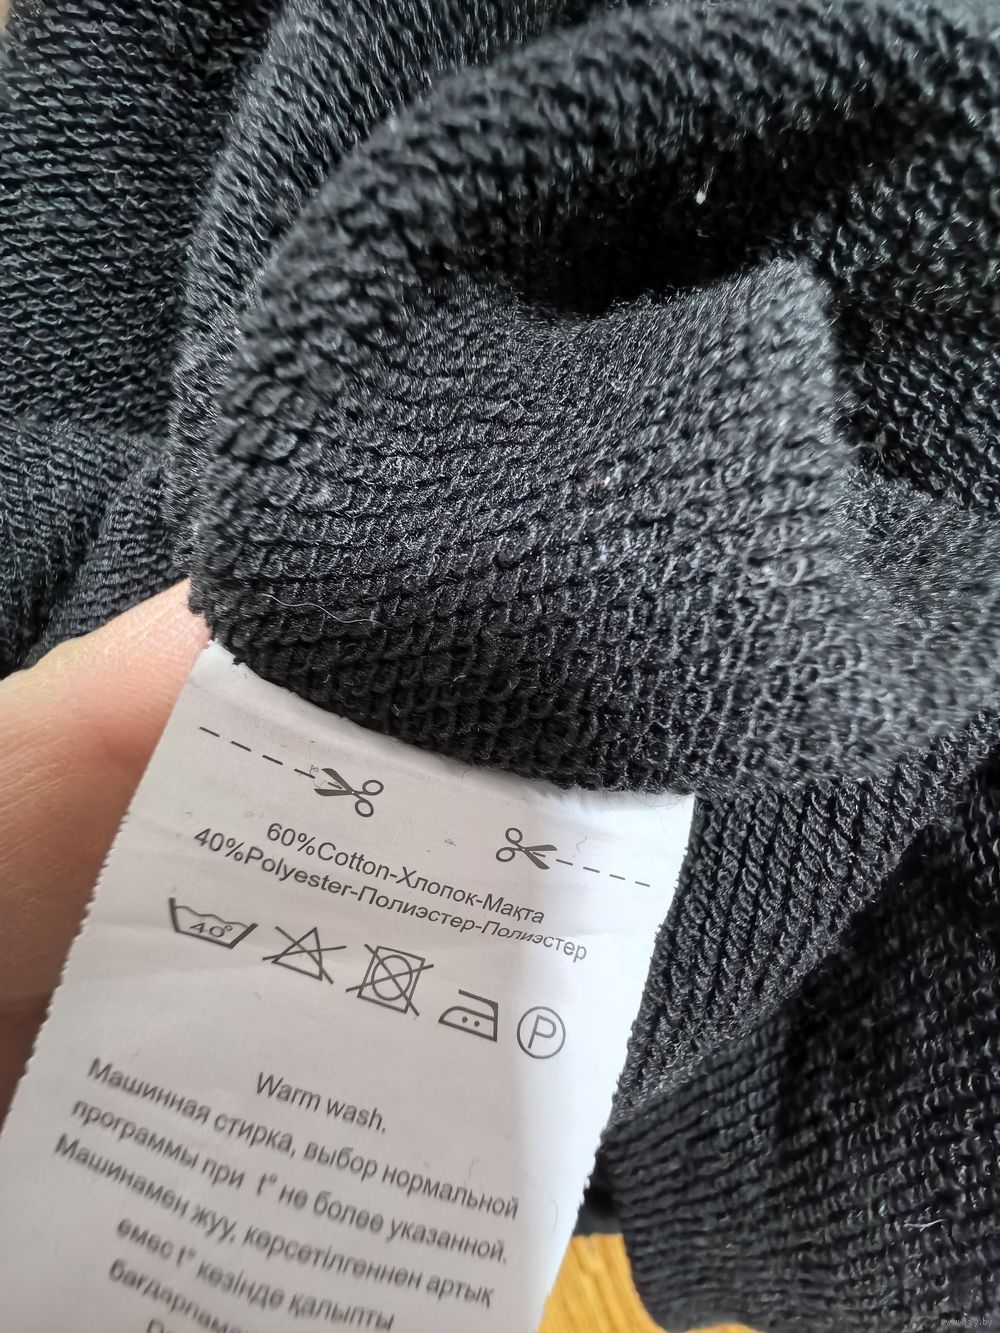 60%Cotton-Хлопок-Мақта
40%Polyester-Полиэстер-Полиэстер
40°
P
Warm wash.
Машинная стирка, выбор нормальной
программы при t° не более указанной.
Машинамен жуу, көрсетілгеннен артық
емес t° кезінде қалыпты